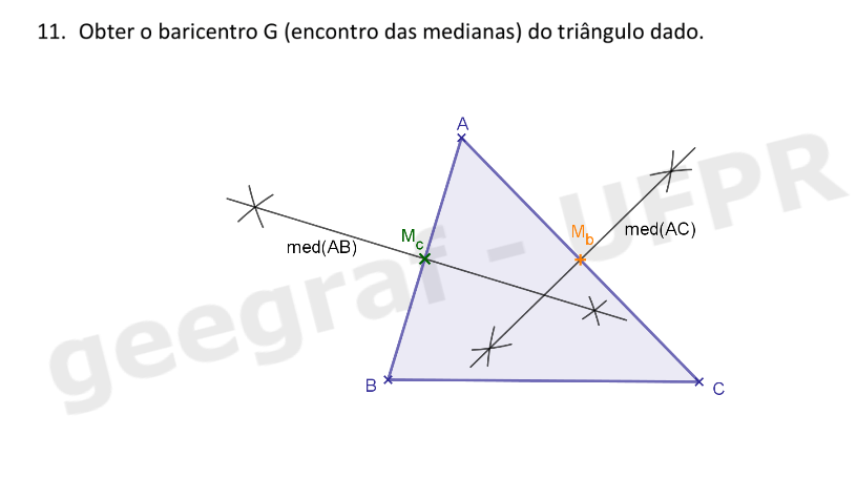 11. Obter o baricentro G (encontro das medianas) do triângulo dado.
A
med(AB)
Mc
Mb
med(AC)
B
C
geegraf - UFPR